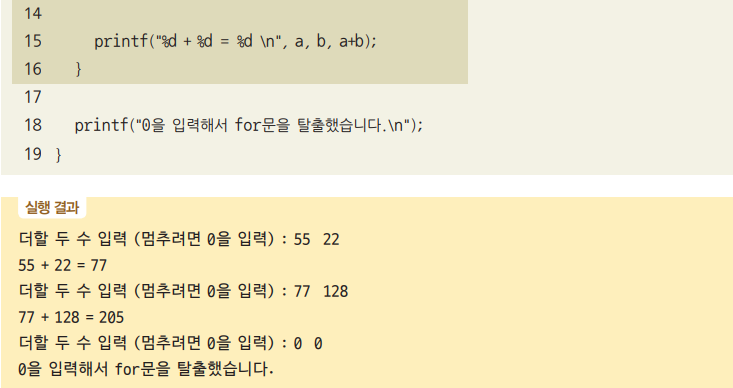 14
15 printf("%d + %d = %d \n", a, b, a+b);
16 }
17
18 printf("0을 입력해서 for문을 탈출했습니다.\n");
19 }
실행 결과
더할 두 수 입력 (멈추려면 0을 입력) : 55 22
55 + 22 = 77
더할 두 수 입력 (멈추려면 0을 입력) : 77 128
77 + 128 = 205
더할 두 수 입력 (멈추려면 0을 입력) : 0 0
0을 입력해서 for문을 탈출했습니다.